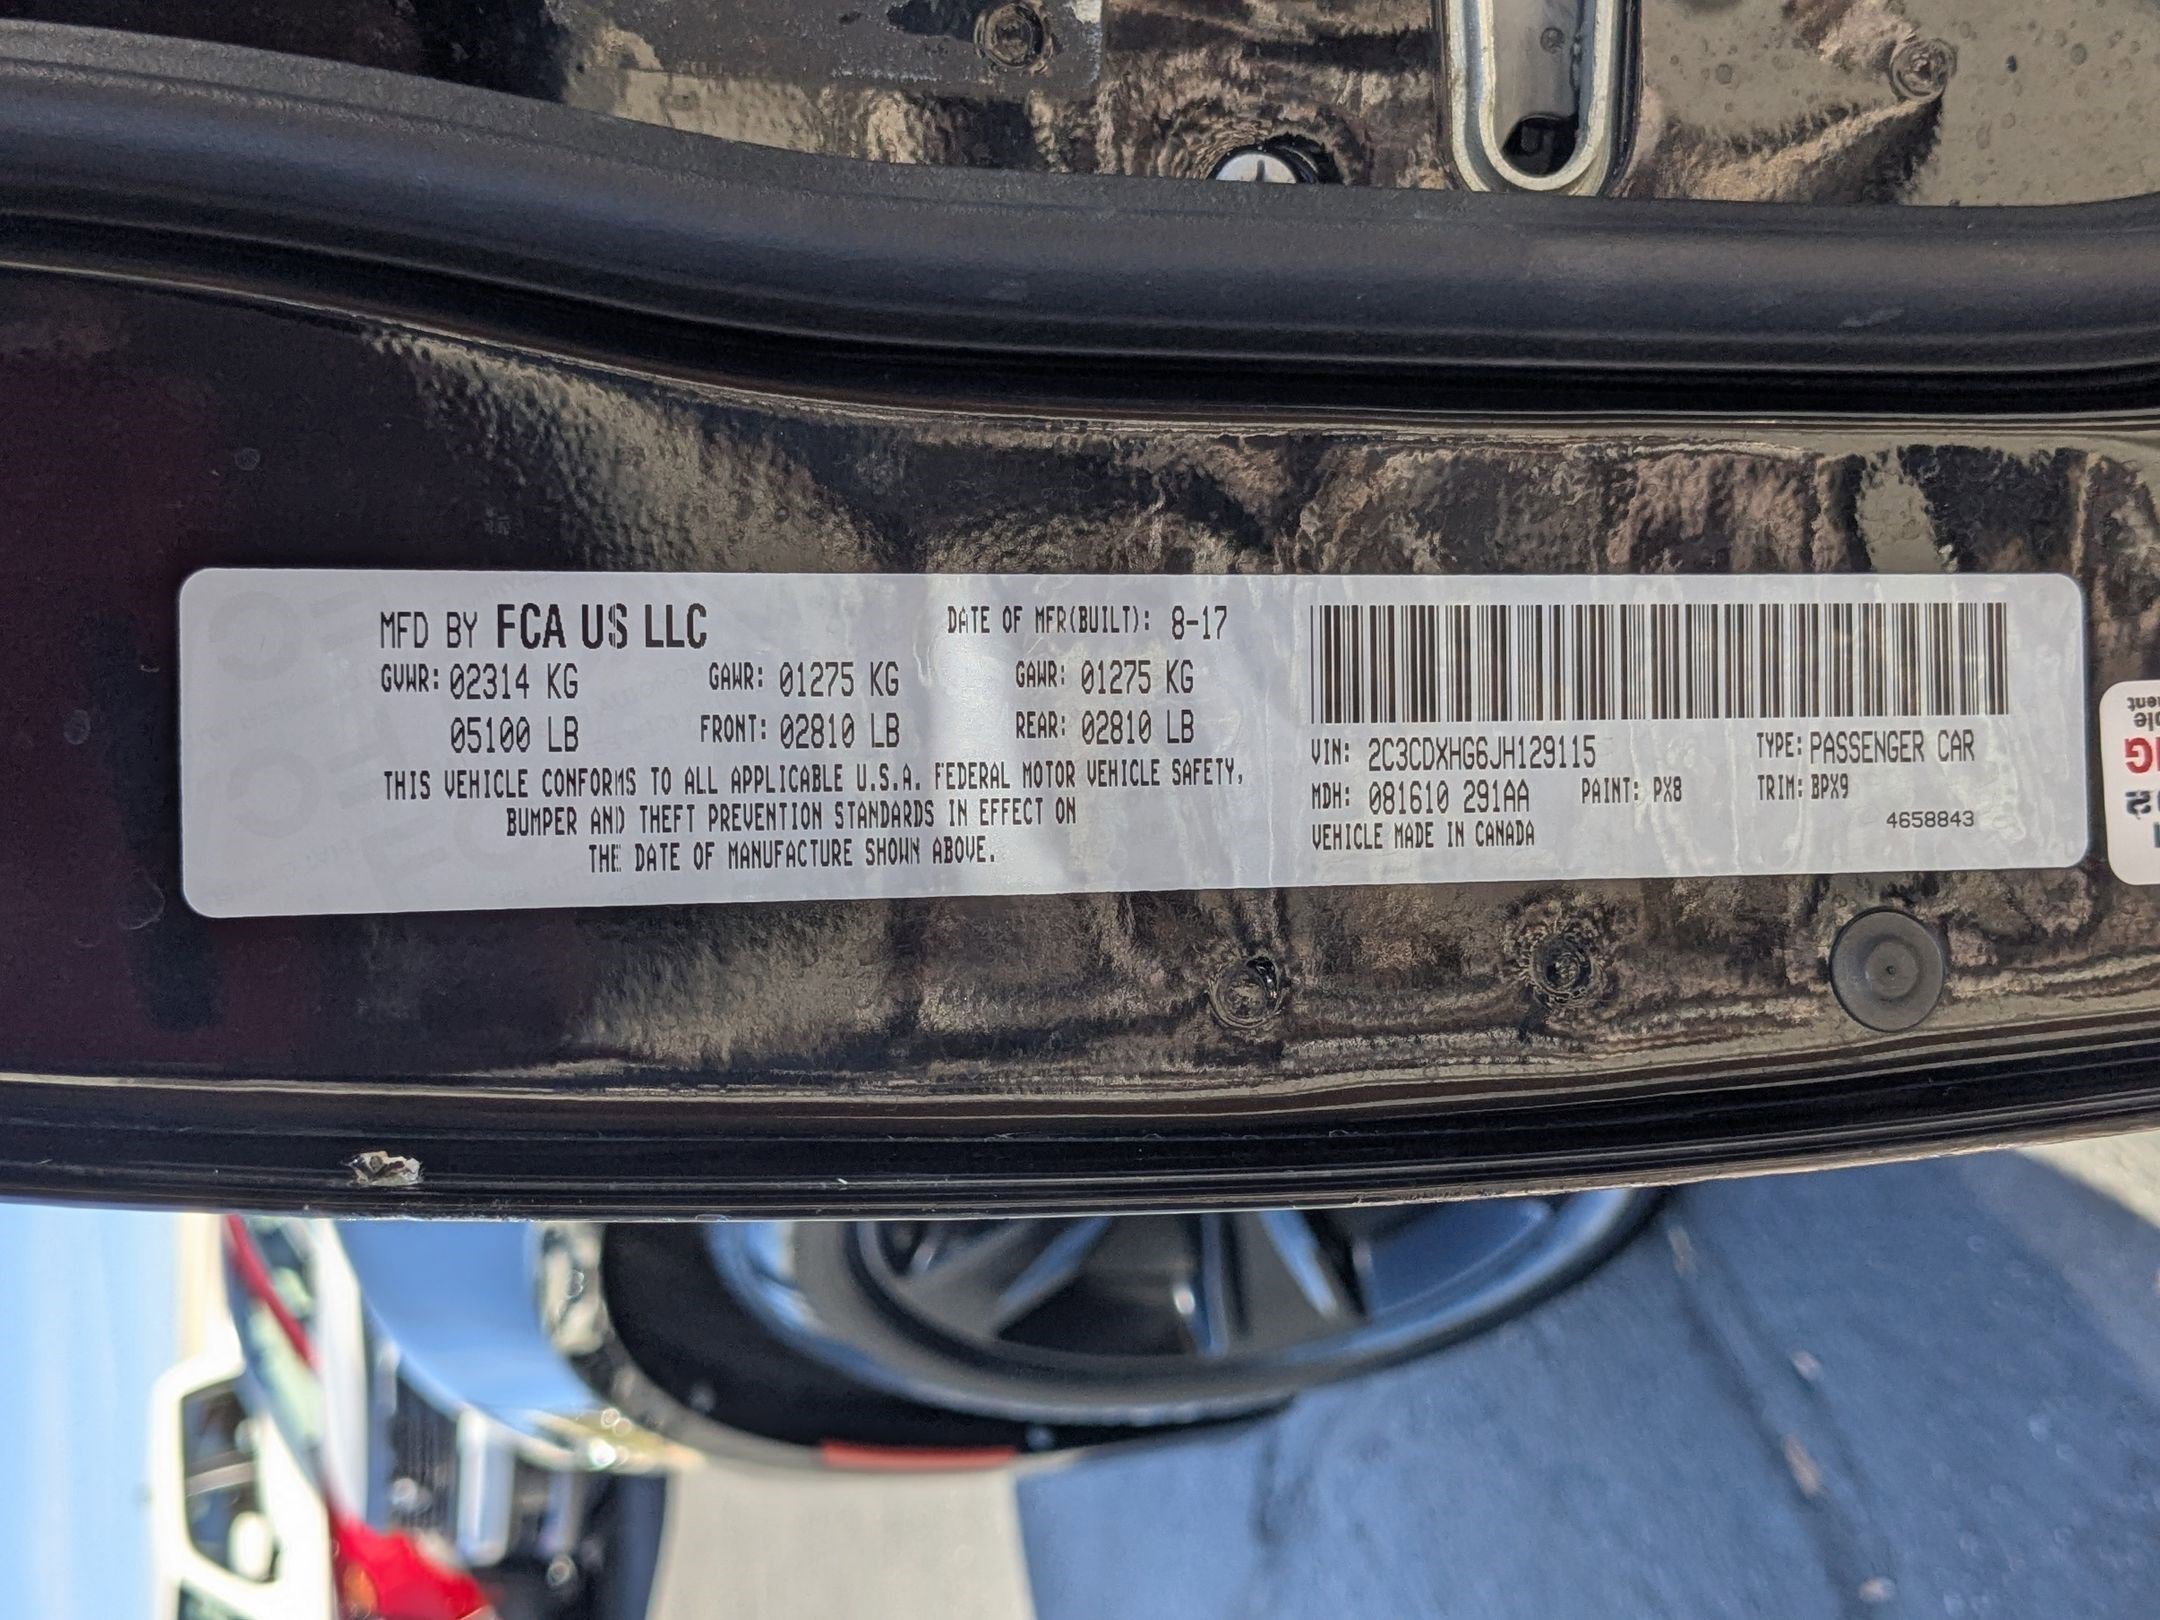 MFD BY FCA US LLC DATE OF MFR(BUILT): 8-17
GVWR: 02314 KG GAWR: 01275 KG GAWR: 01275 KG
05100 LB FRONT: 02810 LB REAR: 02810 LB
THIS VEHICLE CONFORMS TO ALL APPLICABLE U.S.A. FEDERAL MOTOR VEHICLE SAFETY,
BUMPER AND THEFT PREVENTION STANDARDS IN EFFECT ON
THE DATE OF MANUFACTURE SHOWN ABOVE.
VIN: 2C3CDXHG6JH129115 TYPE: PASSENGER CAR
MDH: 081610 291AA PAINT: PX8 TRIM: BPX9
VEHICLE MADE IN CANADA 4658843